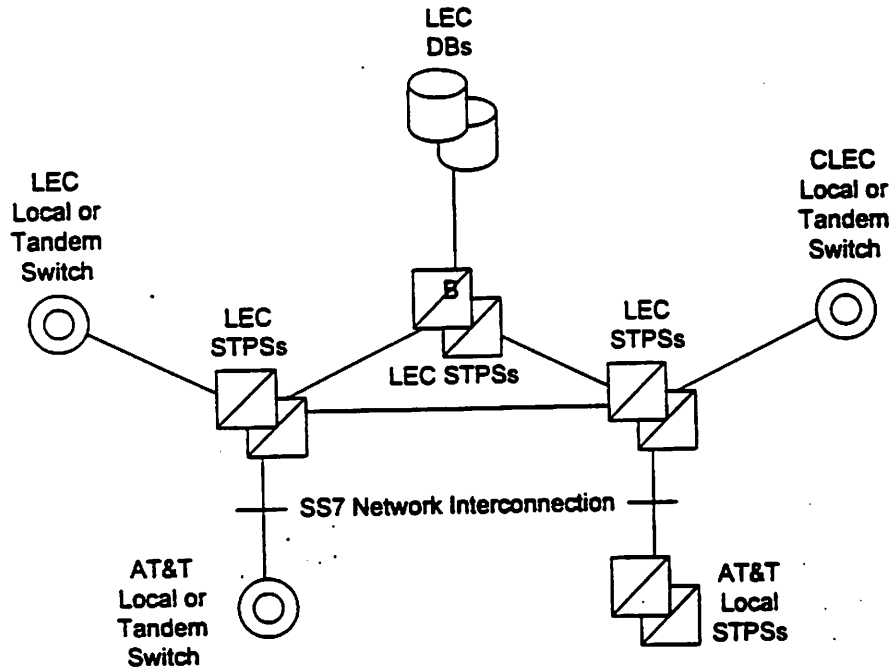 LEC
DBs
LEC
Local or
Tandem
Switch
CLEC
Local or
Tandem
Switch
B
LEC
STPSs
LEC STPSs
LEC
STPSs
SS7 Network Interconnection
AT&T
Local or
Tandem
Switch
AT&T
Local
STPSs